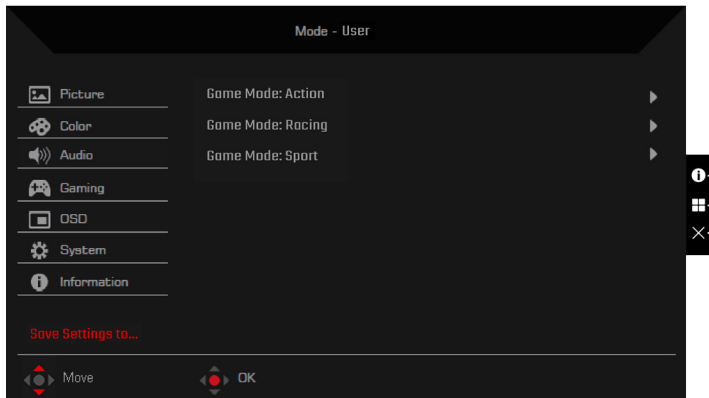 Mode - User
Picture
Color
Audio
Gaming
OSD
System
Information
Save Settings to...
Game Mode: Action
Game Mode: Racing
Game Mode: Sport
Move
OK